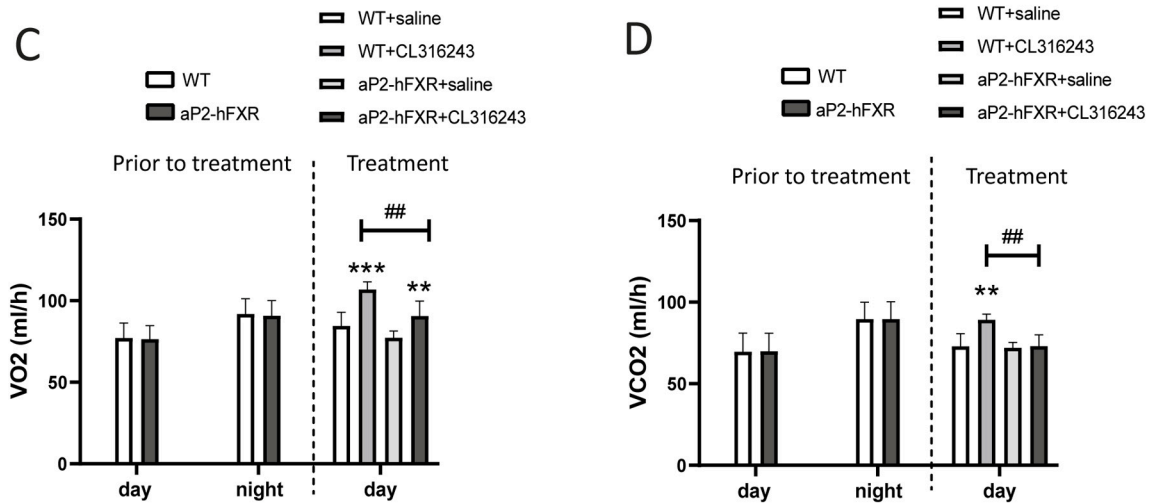 C
WT
aP2-hFXR
WT+saline
WT+CL316243
aP2-hFXR+saline
aP2-hFXR+CL316243
Prior to treatment
Treatment
VO2 (ml/h)
150
100
50
0
##
***
**
day
night
day
D
WT
aP2-hFXR
WT+saline
WT+CL316243
aP2-hFXR+saline
aP2-hFXR+CL316243
Prior to treatment
Treatment
VCO2 (ml/h)
150
100
50
0
##
**
day
night
day